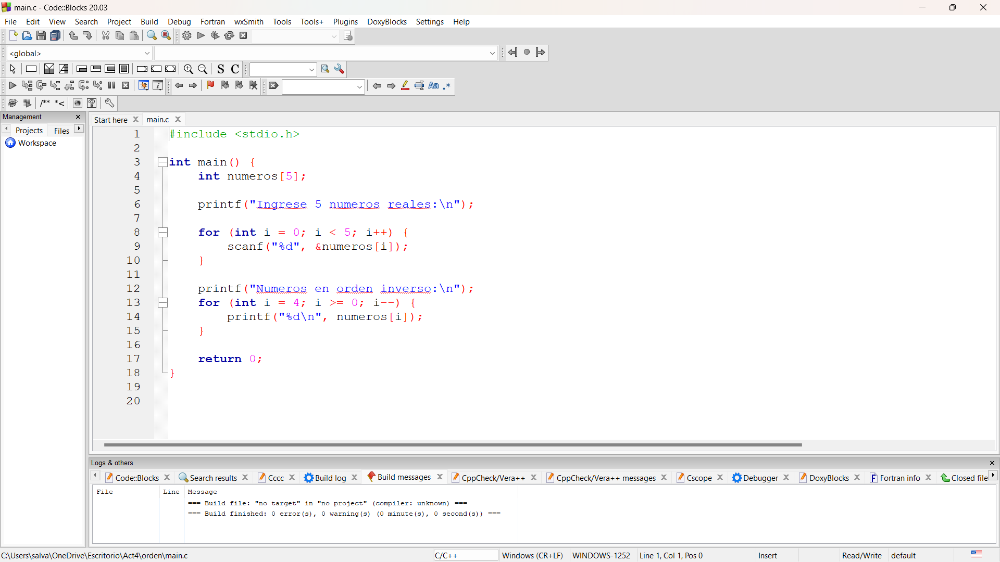 main.c - Code::Blocks 20.03
File Edit View Search Project Build Debug Fortran wxSmith Tools Tools+ Plugins DoxyBlocks Settings Help
<global>
S C
Aa .*
/** *<
Management
Projects Files
Workspace
Start here main.c
1 #include <stdio.h>
2
3 int main() {
4     int numeros[5];
5
6     printf("Ingrese 5 numeros reales:\n");
7
8     for (int i = 0; i < 5; i++) {
9         scanf("%d", &numeros[i]);
10     }
11
12     printf("Numeros en orden inverso:\n");
13     for (int i = 4; i >= 0; i--) {
14         printf("%d\n", numeros[i]);
15     }
16
17     return 0;
18 }
19
20
Logs & others
Code::Blocks Search results Cccc Build log Build messages CppCheck/Vera++ CppCheck/Vera++ messages Cscope Debugger DoxyBlocks Fortran info Closed file
File Line Message
=== Build file: "no target" in "no project" (compiler: unknown) ===
=== Build finished: 0 error(s), 0 warning(s) (0 minute(s), 0 second(s)) ===
C:\Users\salva\OneDrive\Escritorio\Act4\orden\main.c C/C++ Windows (CR+LF) WINDOWS-1252 Line 1, Col 1, Pos 0 Insert Read/Write default